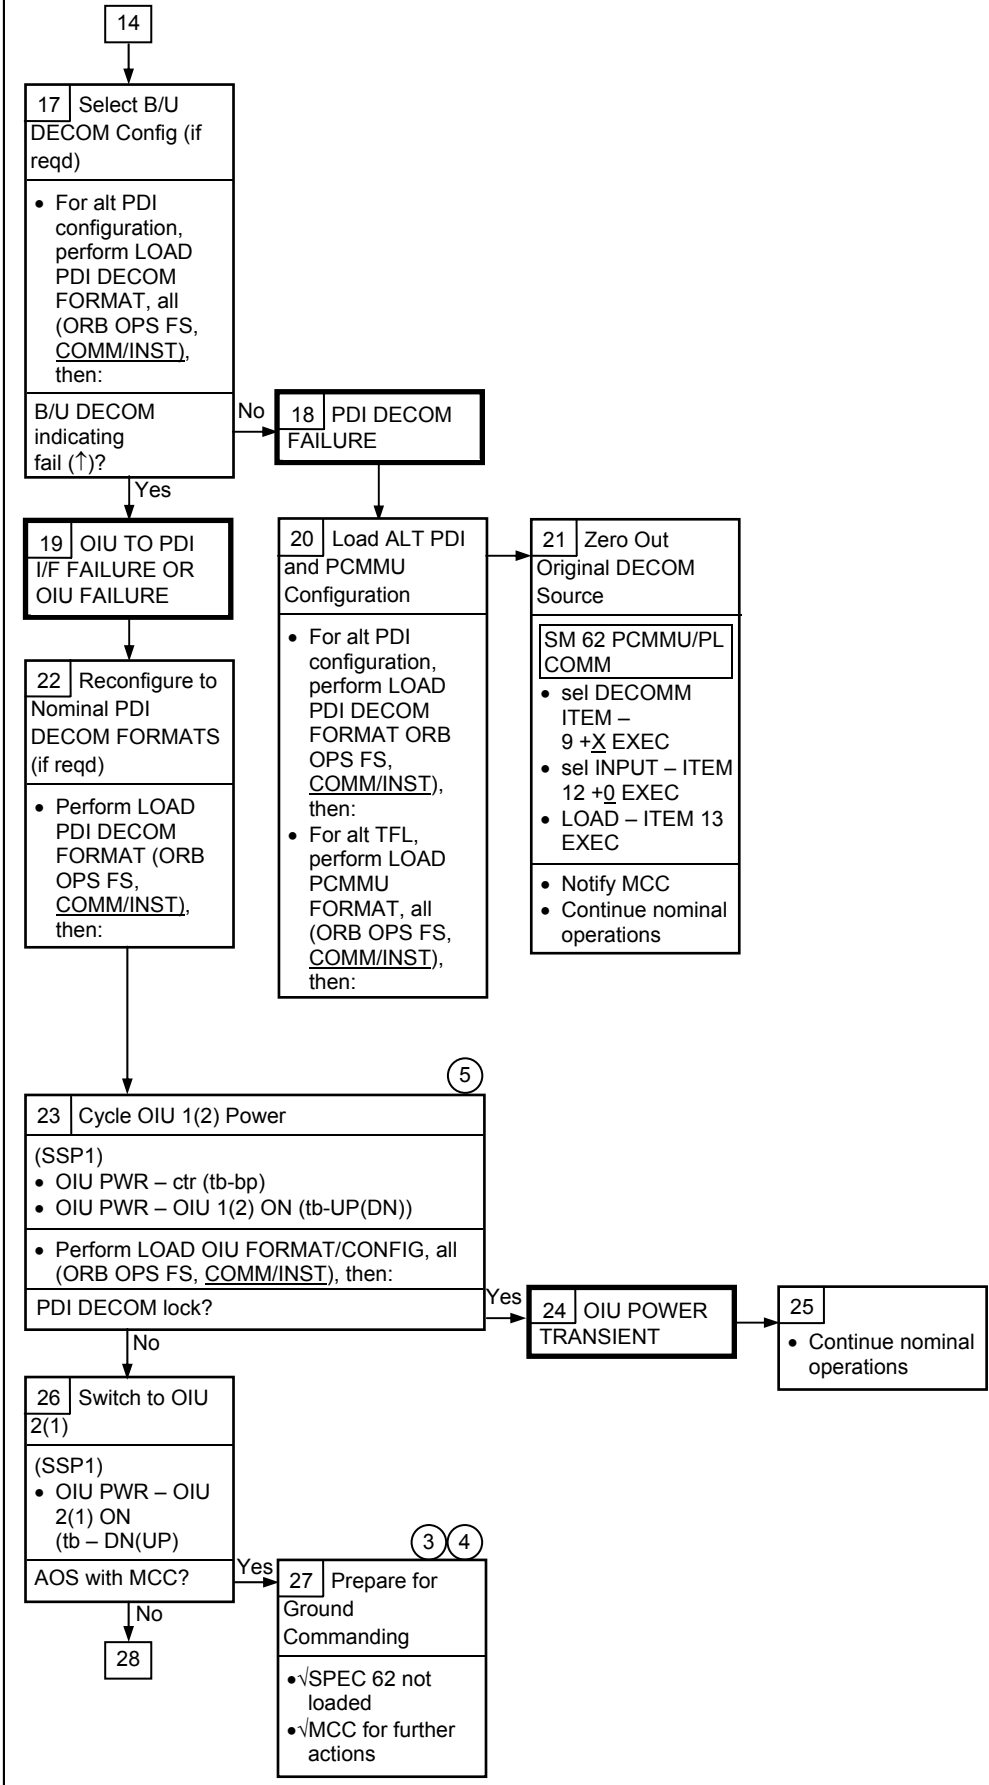 14
17 Select B/U
DECOM Config (if
reqd)
• For alt PDI
configuration,
perform LOAD
PDI DECOM
FORMAT, all
(ORB OPS FS,
COMM/INST),
then:
B/U DECOM
indicating
fail (↑)?
No
Yes
18 PDI DECOM
FAILURE
19 OIU TO PDI
I/F FAILURE OR
OIU FAILURE
20 Load ALT PDI
and PCMMU
Configuration
• For alt PDI
configuration,
perform LOAD
PDI DECOM
FORMAT ORB
OPS FS,
COMM/INST),
then:
• For alt TFL,
perform LOAD
PCMMU
FORMAT, all
(ORB OPS FS,
COMM/INST),
then:
21 Zero Out
Original DECOM
Source
SM 62 PCMMU/PL
COMM
• sel DECOMM
ITEM –
9 +X EXEC
• sel INPUT – ITEM
12 +0 EXEC
• LOAD – ITEM 13
EXEC
• Notify MCC
• Continue nominal
operations
22 Reconfigure to
Nominal PDI
DECOM FORMATS
(if reqd)
• Perform LOAD
PDI DECOM
FORMAT (ORB
OPS FS,
COMM/INST),
then:
5
23 Cycle OIU 1(2) Power
(SSP1)
• OIU PWR – ctr (tb-bp)
• OIU PWR – OIU 1(2) ON (tb-UP(DN))
• Perform LOAD OIU FORMAT/CONFIG, all
(ORB OPS FS, COMM/INST), then:
PDI DECOM lock?
Yes
No
24 OIU POWER
TRANSIENT
25
• Continue nominal
operations
26 Switch to OIU
2(1)
(SSP1)
• OIU PWR – OIU
2(1) ON
(tb – DN(UP)
AOS with MCC?
Yes
No
3 4
27 Prepare for
Ground
Commanding
•√SPEC 62 not
loaded
•√MCC for further
actions
28